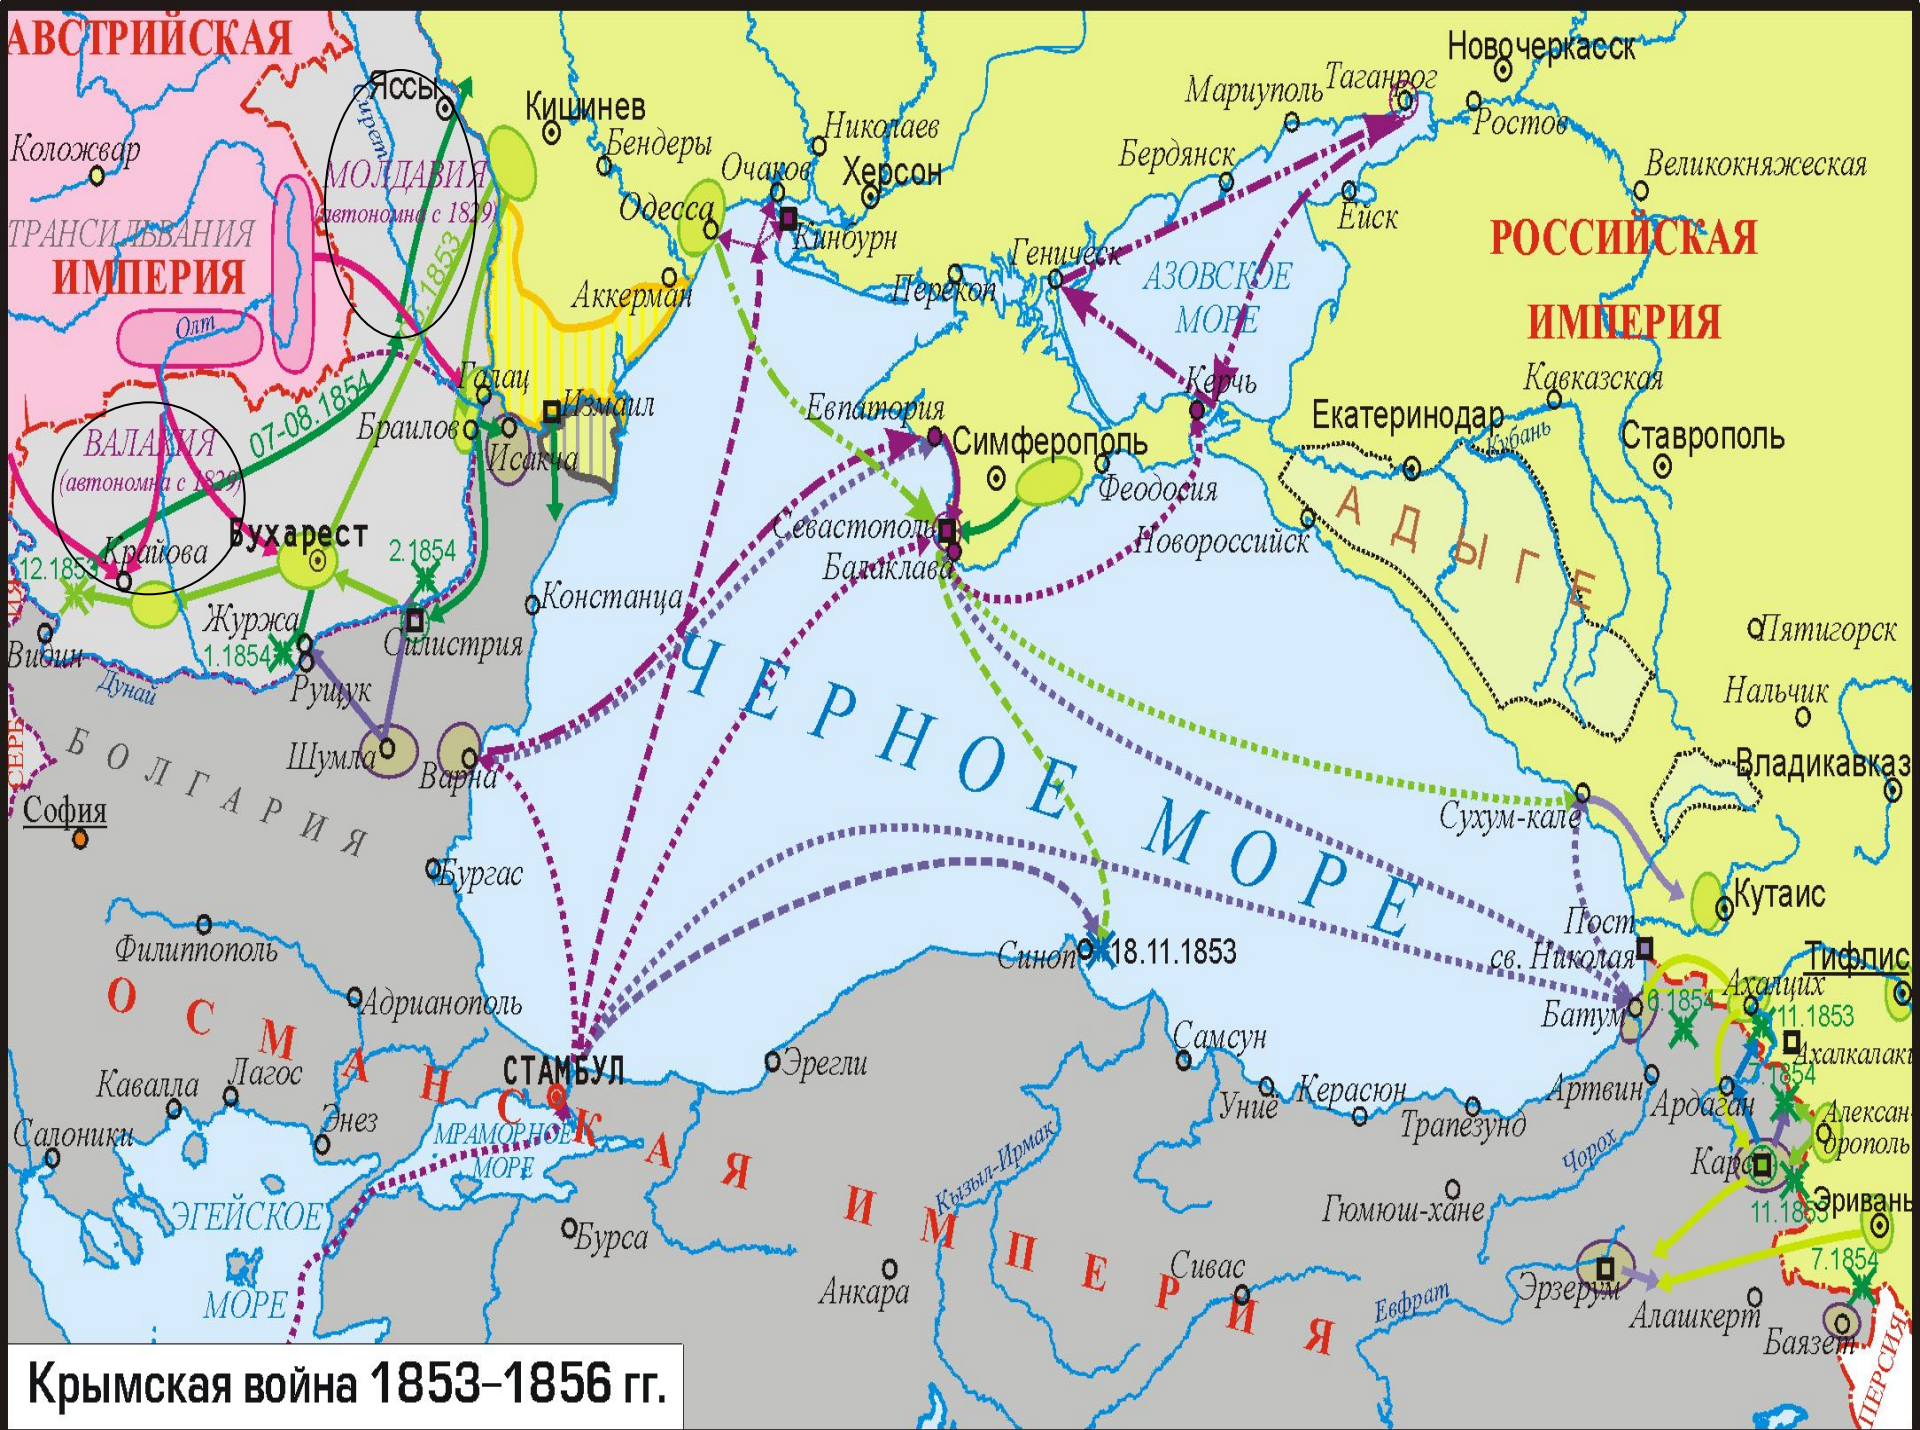 АВСТРИЙСКАЯ
Яссы
Сирет
Кишинев
Бендеры
Николаев
Очаков
Херсон
Одесса
Кинбурн
Новочеркасск
Таганрог
Мариуполь
Ростов
Бердянск
Великокняжеская
Ейск
Коложвар
МОЛДАВИЯ
(автономна с 1829)
ТРАНСИЛЬВАНИЯ
ИМПЕРИЯ
Олт
РОССИЙСКАЯ
ИМПЕРИЯ
Геническ
Перекоп
АЗОВСКОЕ
МОРЕ
Аккерман
Галац
Измаил
Браилов
Исакча
07-08.1854
Керчь
Кавказская
Евпатория
Симферополь
Екатеринодар
Кубань
Ставрополь
ВАЛАХИЯ
(автономна с 1829)
Феодосия
Севастополь
Балаклава
Новороссийск
АДЫГЕ
Крайова
Бухарест
12.1853
2.1854
Констанца
Журжа
1.1854
Силистрия
Видин
Дунай
Рущук
Пятигорск
Нальчик
Шумла
Варна
БОЛГАРИЯ
СЕРБ
София
Владикавказ
ЧЕРНОЕ МОРЕ
Сухум-кале
Бургас
Кутаис
Пост
св. Николая
Филиппополь
Синоп
18.11.1853
Тифлис
Ахалцих
Адрианополь
Батум
6.1854
11.1853
Ахалкалаки
ОСМАНСКАЯ ИМПЕРИЯ
Самсун
СТАМБУЛ
Эрегли
Кавалла
Лагос
Энез
Униё
Керасюн
Трапезунд
Артвин
Ардаган
Алексан-
дрополь
Салоники
МРАМОРНОЕ
МОРЕ
Кызыл-Ирмак
Чорох
Карс
Эривань
11.1853
ЭГЕЙСКОЕ
МОРЕ
Бурса
Гюмюш-хане
Анкара
Сивас
Евфрат
Эрзерум
Алашкерт
7.1854
Баязет
ПЕРСИЯ
Крымская война 1853–1856 гг.